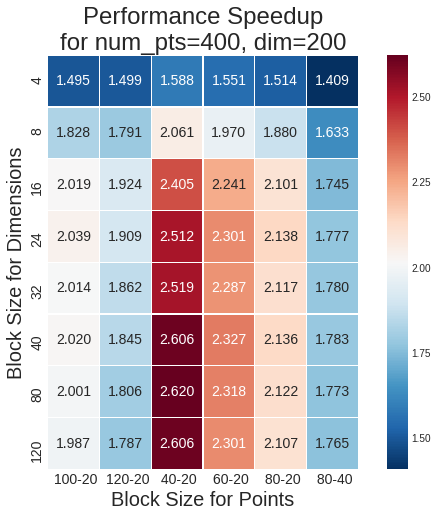 Performance Speedup
for num_pts=400, dim=200
Block Size for Dimensions
4 1.495 1.499 1.588 1.551 1.514 1.409
8 1.828 1.791 2.061 1.970 1.880 1.633
16 2.019 1.924 2.405 2.241 2.101 1.745
24 2.039 1.909 2.512 2.301 2.138 1.777
32 2.014 1.862 2.519 2.287 2.117 1.780
40 2.020 1.845 2.606 2.327 2.136 1.783
80 2.001 1.806 2.620 2.318 2.122 1.773
120 1.987 1.787 2.606 2.301 2.107 1.765
100-20 120-20 40-20 60-20 80-20 80-40
Block Size for Points
2.50
2.25
2.00
1.75
1.50